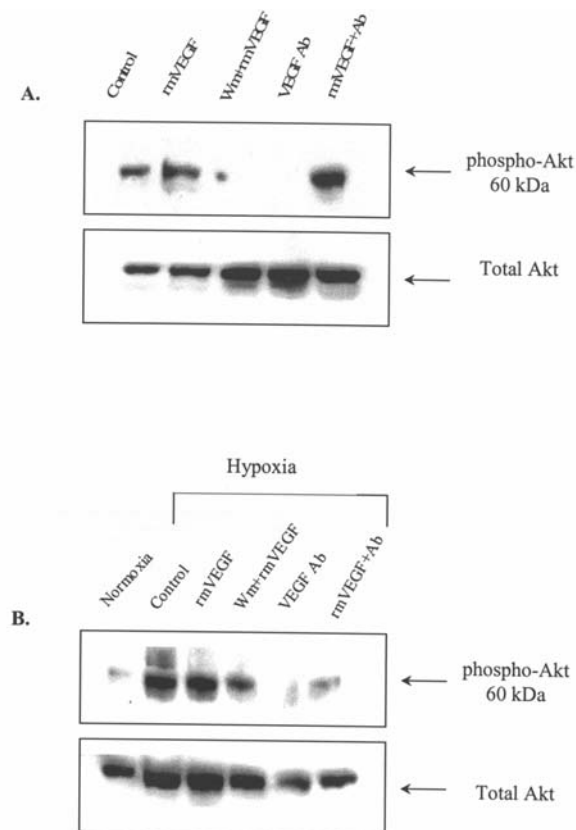 A.
Control
rmVEGF
Wm+rmVEGF
VEGF Ab
rmVEGF+Ab
phospho-Akt
60 kDa
Total Akt
Hypoxia
B.
Normoxia
Control
rmVEGF
Wm+rmVEGF
VEGF Ab
rmVEGF+Ab
phospho-Akt
60 kDa
Total Akt